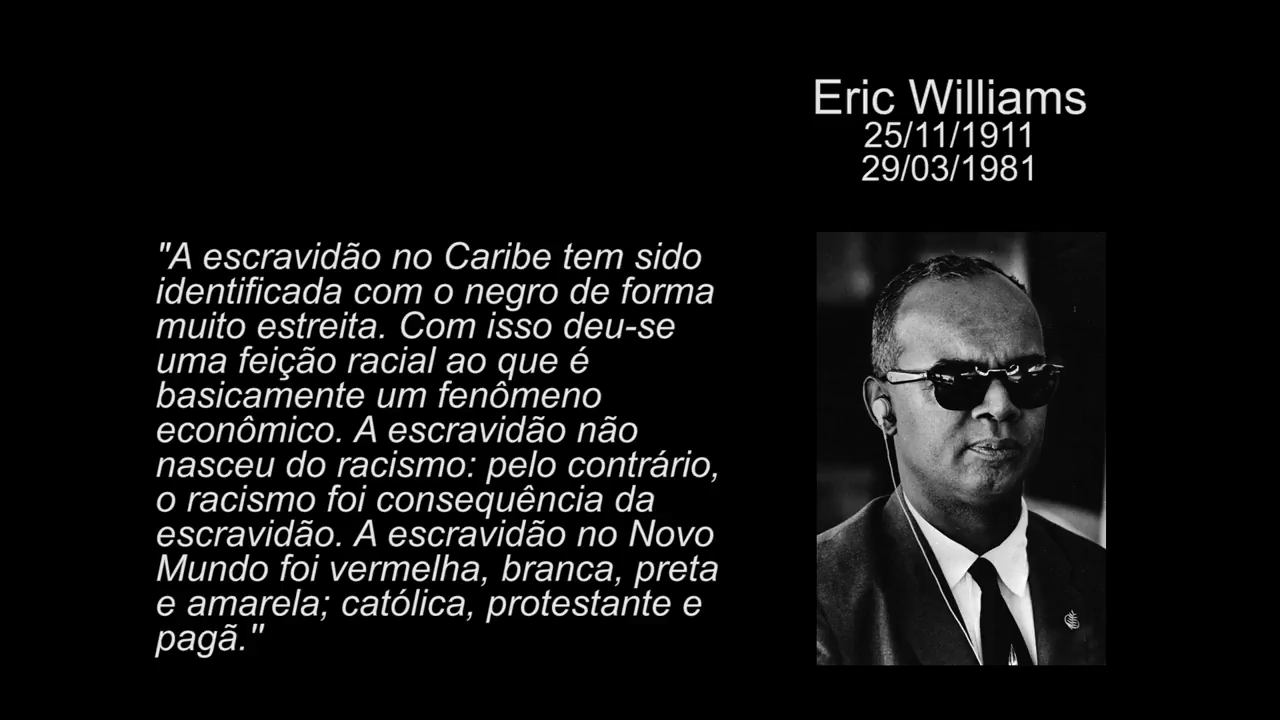 Eric Williams
25/11/1911
29/03/1981
"A escravidão no Caribe tem sido
identificada com o negro de forma
muito estreita. Com isso deu-se
uma feição racial ao que é
basicamente um fenômeno
econômico. A escravidão não
nasceu do racismo: pelo contrário,
o racismo foi consequência da
escravidão. A escravidão no Novo
Mundo foi vermelha, branca, preta
e amarela; católica, protestante e
pagã."